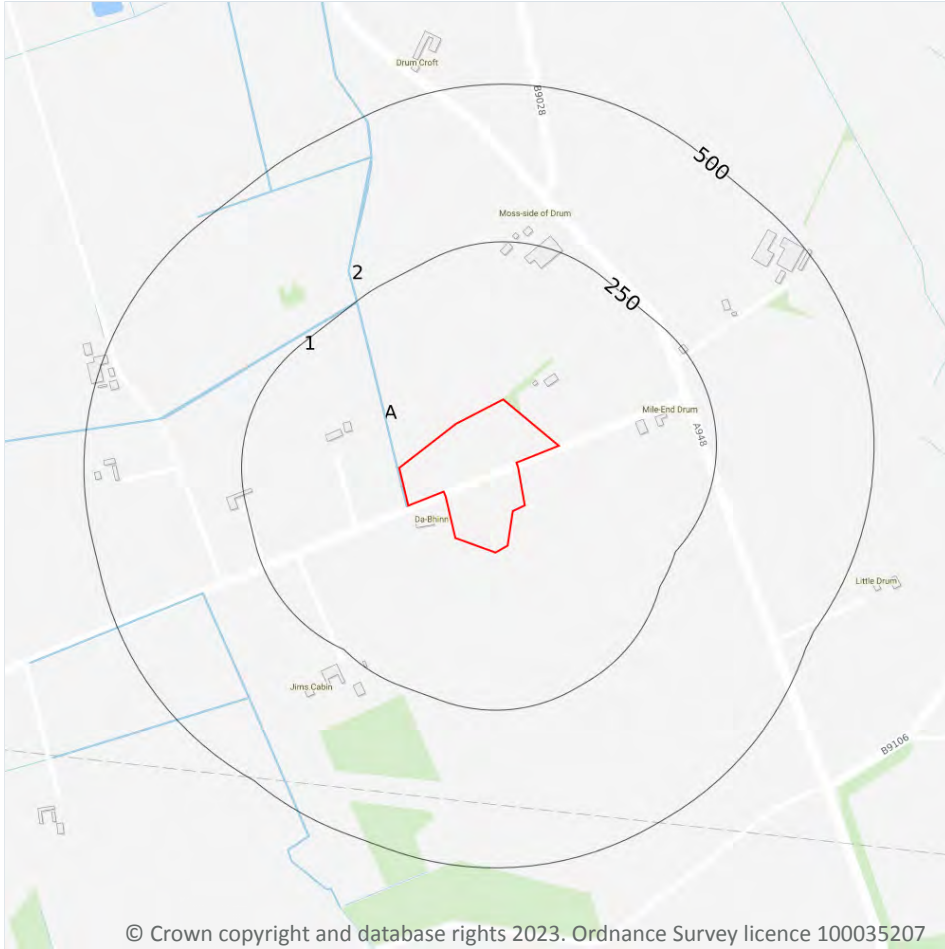 Drum Croft
B9028
500
Moss-side of Drum
2
250
1
Mile-End Drum
A
A948
Da-Bhinn
Little Drum
Jims Cabin
B9106
© Crown copyright and database rights 2023. Ordnance Survey licence 100035207